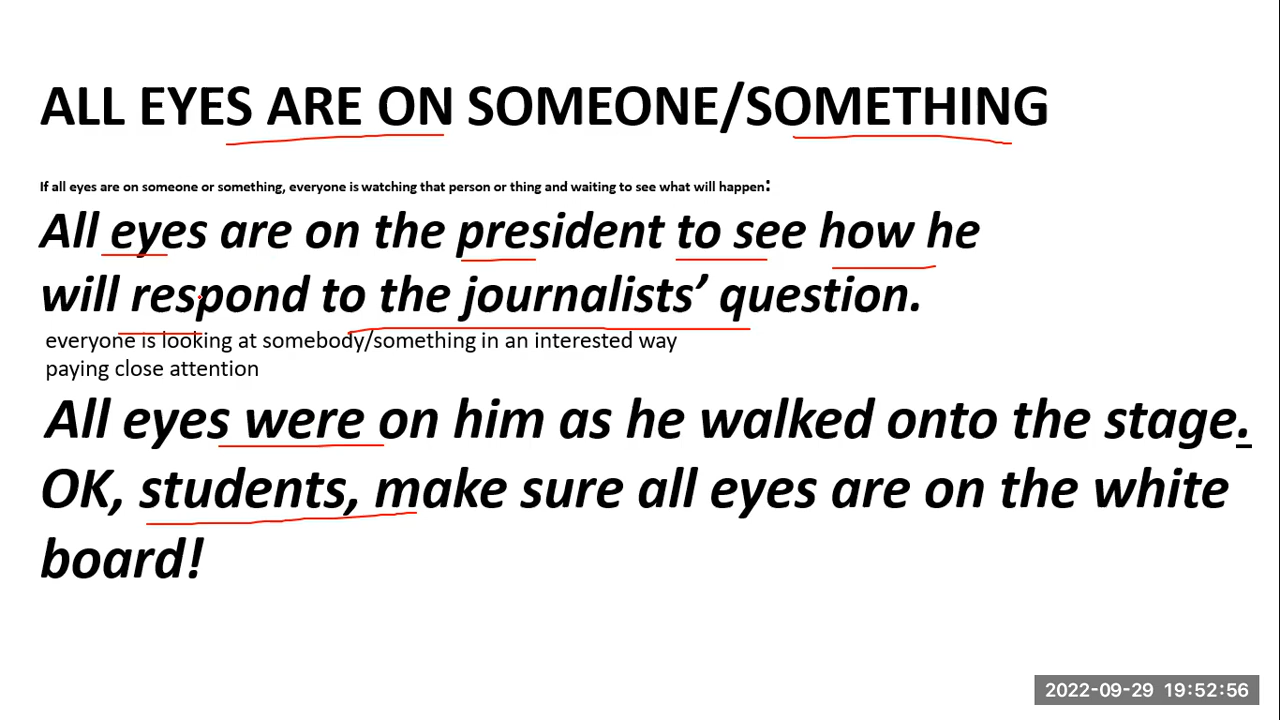 ALL EYES ARE ON SOMEONE/SOMETHING
If all eyes are on someone or something, everyone is watching that person or thing and waiting to see what will happen:
All eyes are on the president to see how he
will respond to the journalists’ question.
everyone is looking at somebody/something in an interested way
paying close attention
All eyes were on him as he walked onto the stage.
OK, students, make sure all eyes are on the white
board!
2022-09-29 19:52:56